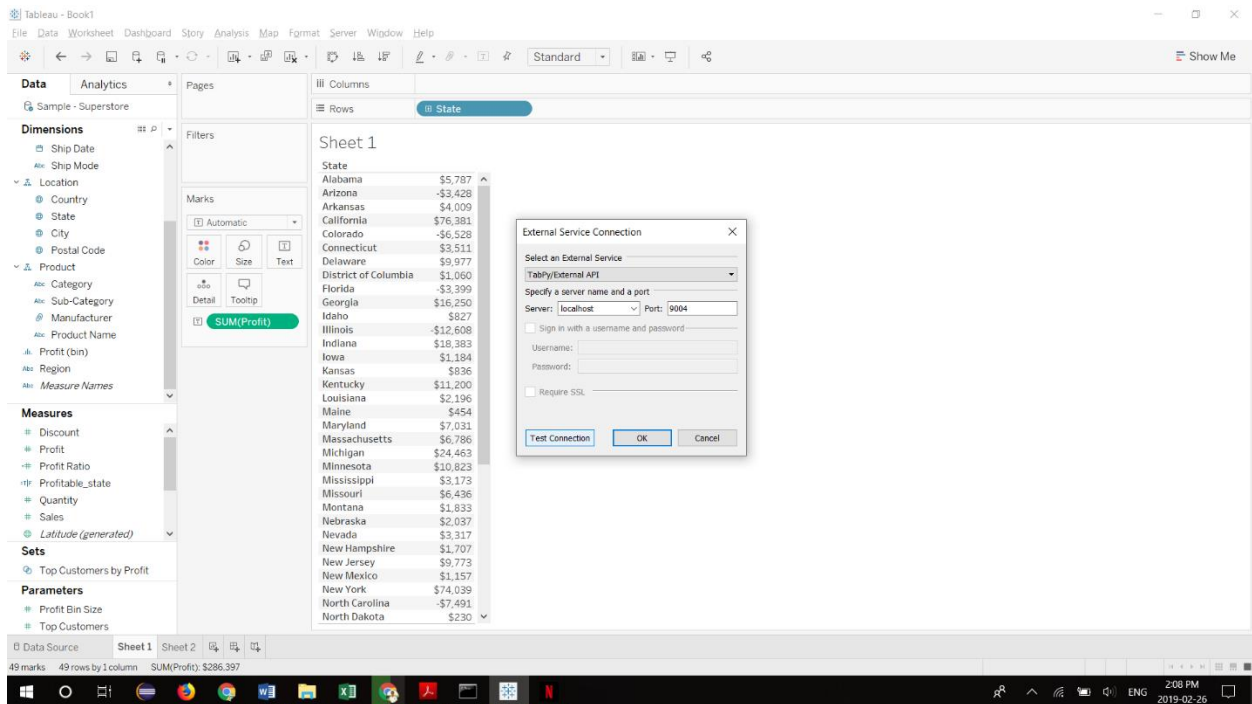 Tableau - Book1
File Data Worksheet Dashboard Story Analysis Map Format Server Window Help
Standard
Show Me
Data Analytics
Sample - Superstore
Dimensions
Ship Date
Abc Ship Mode
Location
Country
State
City
Postal Code
Product
Abc Category
Abc Sub-Category
Manufacturer
Abc Product Name
Profit (bin)
Abc Region
Abc Measure Names
Measures
# Discount
# Profit
=# Profit Ratio
Profitable_state
# Quantity
# Sales
Latitude (generated)
Sets
Top Customers by Profit
Parameters
# Profit Bin Size
# Top Customers
Pages
Filters
Marks
Automatic
Color Size Text
Detail Tooltip
SUM(Profit)
iii Columns
Rows State
Sheet 1
State
Alabama $5,787
Arizona -$3,428
Arkansas $4,009
California $76,381
Colorado -$6,528
Connecticut $3,511
Delaware $9,977
District of Columbia $1,060
Florida -$3,399
Georgia $16,250
Idaho $827
Illinois -$12,608
Indiana $18,383
Iowa $1,184
Kansas $836
Kentucky $11,200
Louisiana $2,196
Maine $454
Maryland $7,031
Massachusetts $6,786
Michigan $24,463
Minnesota $10,823
Mississippi $3,173
Missouri $6,436
Montana $1,833
Nebraska $2,037
Nevada $3,317
New Hampshire $1,707
New Jersey $9,773
New Mexico $1,157
New York $74,039
North Carolina -$7,491
North Dakota $230
External Service Connection
Select an External Service
TabPy/External API
Specify a server name and a port
Server: localhost Port: 9004
Sign in with a username and password
Username:
Password:
Require SSL
Test Connection OK Cancel
Data Source Sheet 1 Sheet 2
49 marks 49 rows by 1 column SUM(Profit): $286,397
ENG
2:08 PM
2019-02-26